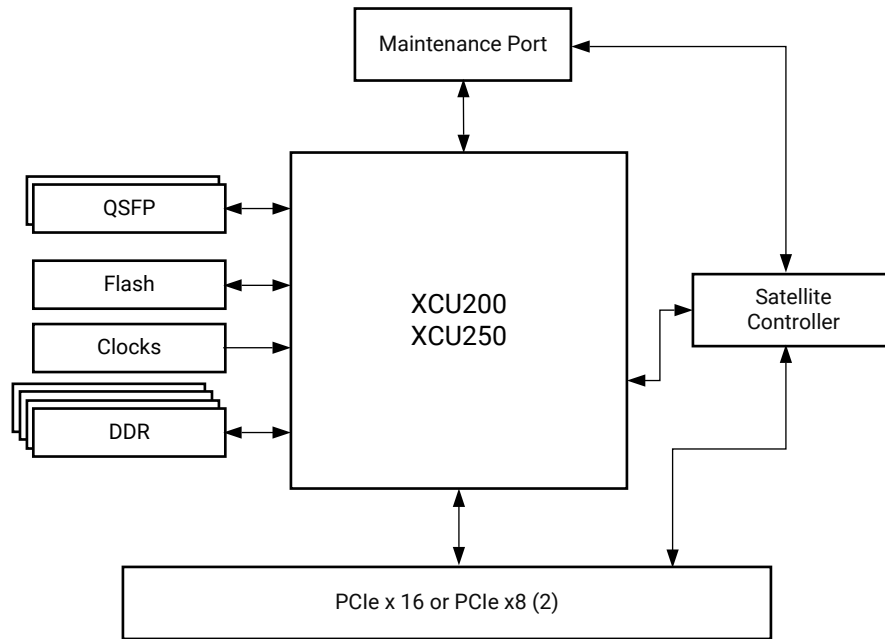 Maintenance Port
QSFP
Flash
Clocks
DDR
XCU200
XCU250
Satellite
Controller
PCIe x 16 or PCIe x8 (2)